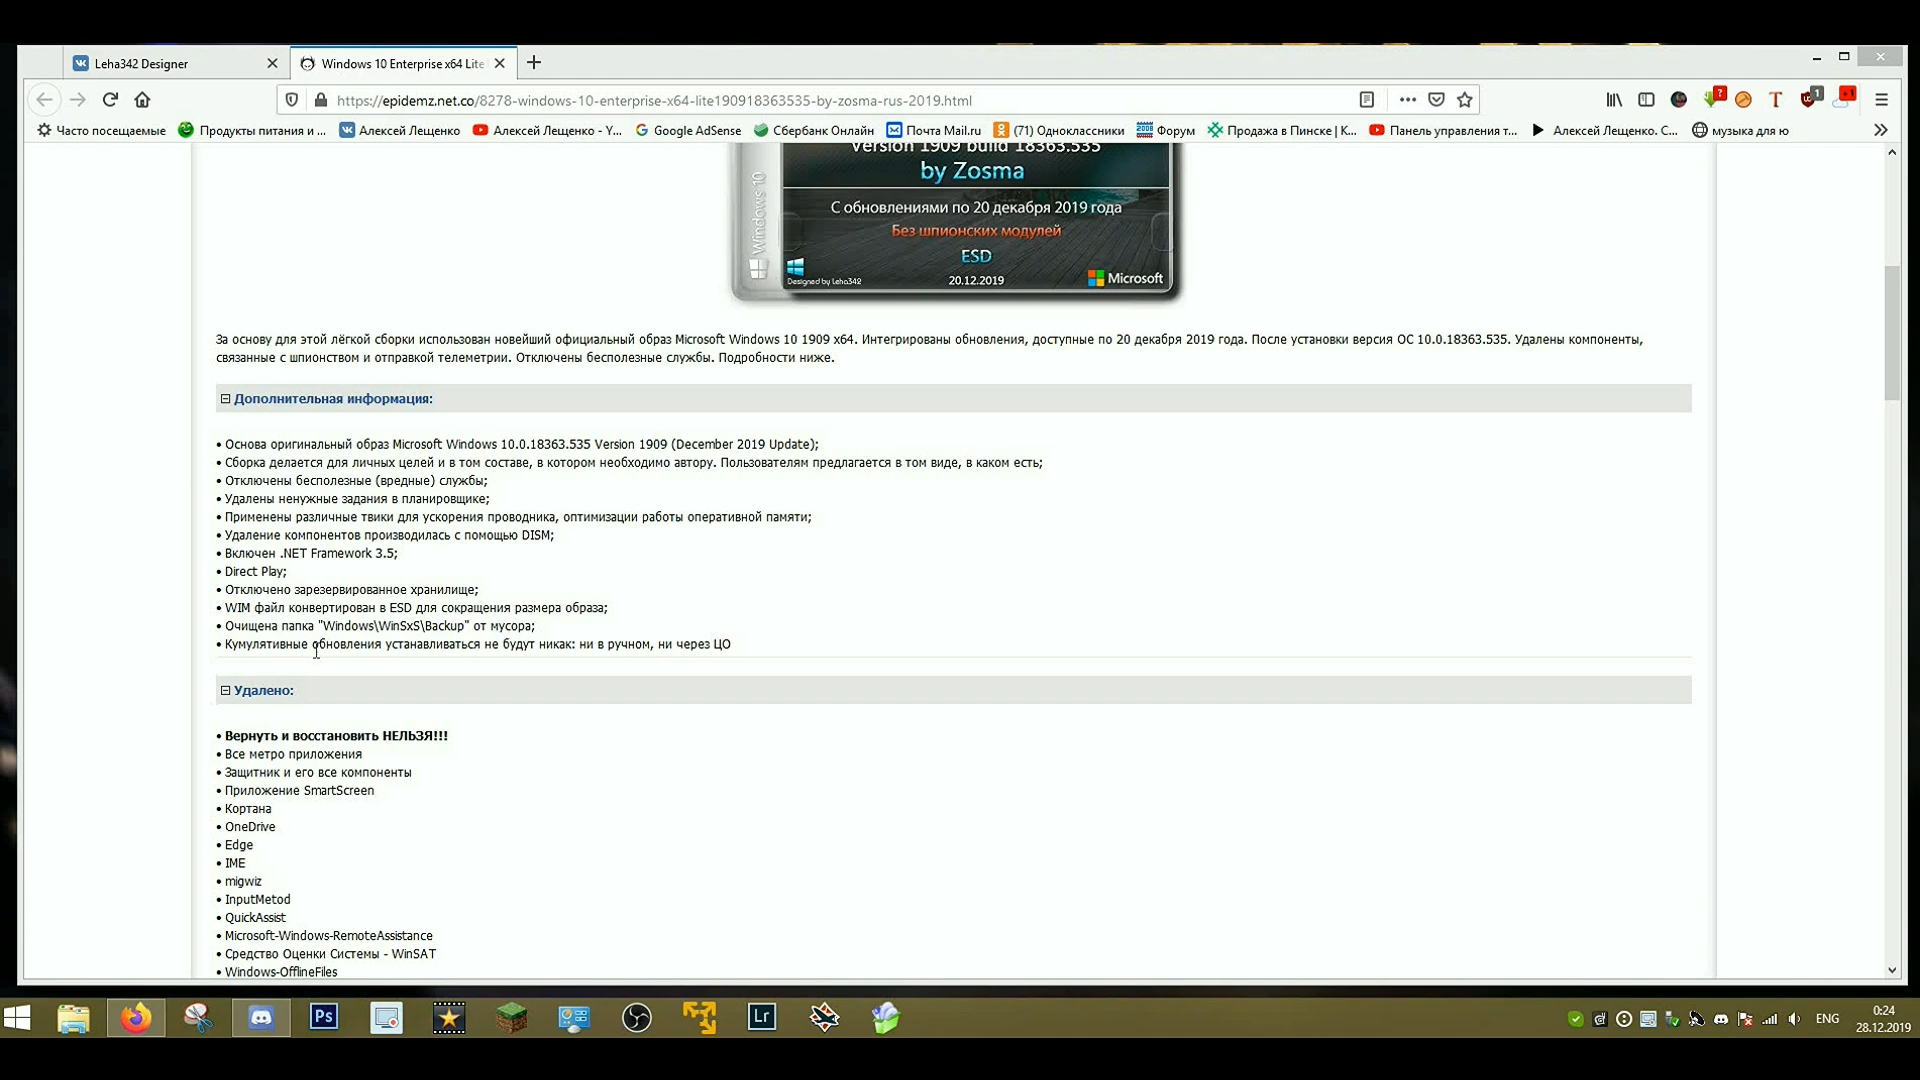 Leha342 Designer
Windows 10 Enterprise x64 Lite
https://epidemz.net.co/8278-windows-10-enterprise-x64-lite190918363535-by-zosma-rus-2019.html
Часто посещаемые
Продукты питания и ...
Алексей Лещенко
Алексей Лещенко - Y...
Google AdSense
Сбербанк Онлайн
Почта Mail.ru
(71) Одноклассники
Форум
Продажа в Пинске | К...
Панель управления т...
Алексей Лещенко. С...
музыка для ю
Version 1909 build 18363.535
by Zosma
Windows 10
С обновлениями по 20 декабря 2019 года
Без шпионских модулей
ESD
Designed by Leha342
20.12.2019
Microsoft
За основу для этой лёгкой сборки использован новейший официальный образ Microsoft Windows 10 1909 x64. Интегрированы обновления, доступные по 20 декабря 2019 года. После установки версия ОС 10.0.18363.535. Удалены компоненты,
связанные с шпионством и отправкой телеметрии. Отключены бесполезные службы. Подробности ниже.
Дополнительная информация:
• Основа оригинальный образ Microsoft Windows 10.0.18363.535 Version 1909 (December 2019 Update);
• Сборка делается для личных целей и в том составе, в котором необходимо автору. Пользователям предлагается в том виде, в каком есть;
• Отключены бесполезные (вредные) службы;
• Удалены ненужные задания в планировщике;
• Применены различные твики для ускорения проводника, оптимизации работы оперативной памяти;
• Удаление компонентов производилась с помощью DISM;
• Включен .NET Framework 3.5;
• Direct Play;
• Отключено зарезервированное хранилище;
• WIM файл конвертирован в ESD для сокращения размера образа;
• Очищена папка "Windows\WinSxS\Backup" от мусора;
• Кумулятивные обновления устанавливаться не будут никак: ни в ручном, ни через ЦО
Удалено:
• Вернуть и восстановить НЕЛЬЗЯ!!!
• Все метро приложения
• Защитник и его все компоненты
• Приложение SmartScreen
• Кортана
• OneDrive
• Edge
• IME
• migwiz
• InputMetod
• QuickAssist
• Microsoft-Windows-RemoteAssistance
• Средство Оценки Системы - WinSAT
• Windows-OfflineFiles
Ps
Lr
ENG
0:24
28.12.2019